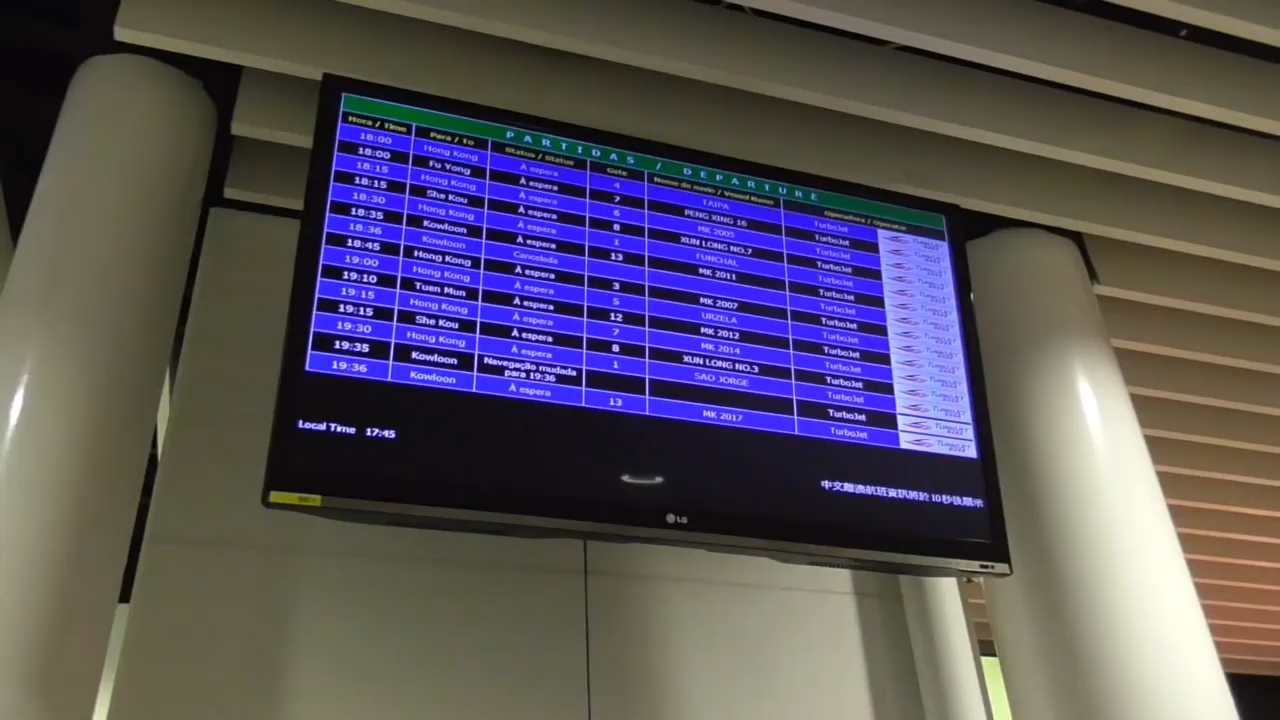 PARTIDAS / DEPARTURE
Hora / Time Para / To Status / Status Gate Nome do navio / Vessel Name Operadora / Operator
18:00 Hong Kong À espera 4 TAIPA TurboJet
18:00 Fu Yong À espera 7 PENG XING 16 TurboJet
18:15 Hong Kong À espera 6 MK 2005 TurboJet
18:15 She Kou À espera 8 XUN LONG NO.7 TurboJet
18:30 Hong Kong À espera 1 FUNCHAL TurboJet
18:35 Kowloon À espera 13 MK 2011 TurboJet
18:36 Kowloon Cancelada TurboJet
18:45 Hong Kong À espera 3 MK 2007 TurboJet
19:00 Hong Kong À espera 5 URZELA TurboJet
19:10 Tuen Mun À espera 12 MK 2012 TurboJet
19:15 Hong Kong À espera 7 MK 2014 TurboJet
19:15 She Kou À espera 8 XUN LONG NO.3 TurboJet
19:30 Hong Kong À espera 1 SAO JORGE TurboJet
19:35 Kowloon Navegação mudada para 19:36 TurboJet
19:36 Kowloon À espera 13 MK 2017 TurboJet
Local Time 17:45
中文離澳航班資訊將於 10 秒後顯示
LG